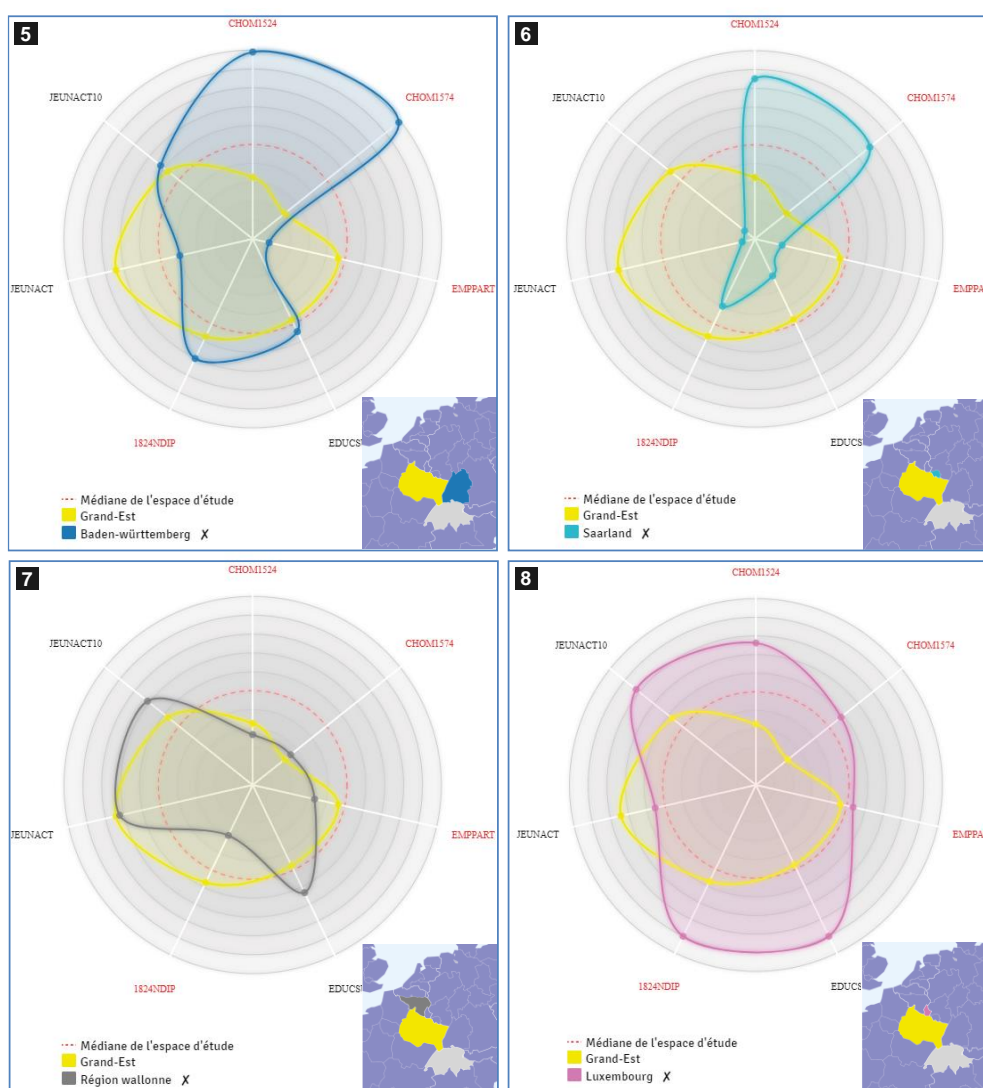 5
CHOM1524
JEUNACT10
CHOM1574
JEUNACT
EMPPART
1824NDIP
EDUCS
Médiane de l'espace d'étude
Grand-Est
Baden-württemberg ✗
6
CHOM1524
JEUNACT10
CHOM1574
JEUNACT
EMPPA
1824NDIP
EDUCS
Médiane de l'espace d'étude
Grand-Est
Saarland ✗
7
CHOM1524
JEUNACT10
CHOM1574
JEUNACT
EMPPART
1824NDIP
EDUCS
Médiane de l'espace d'étude
Grand-Est
Région wallonne ✗
8
CHOM1524
JEUNACT10
CHOM1574
JEUNACT
EMPPA
1824NDIP
EDUCS
Médiane de l'espace d'étude
Grand-Est
Luxembourg ✗